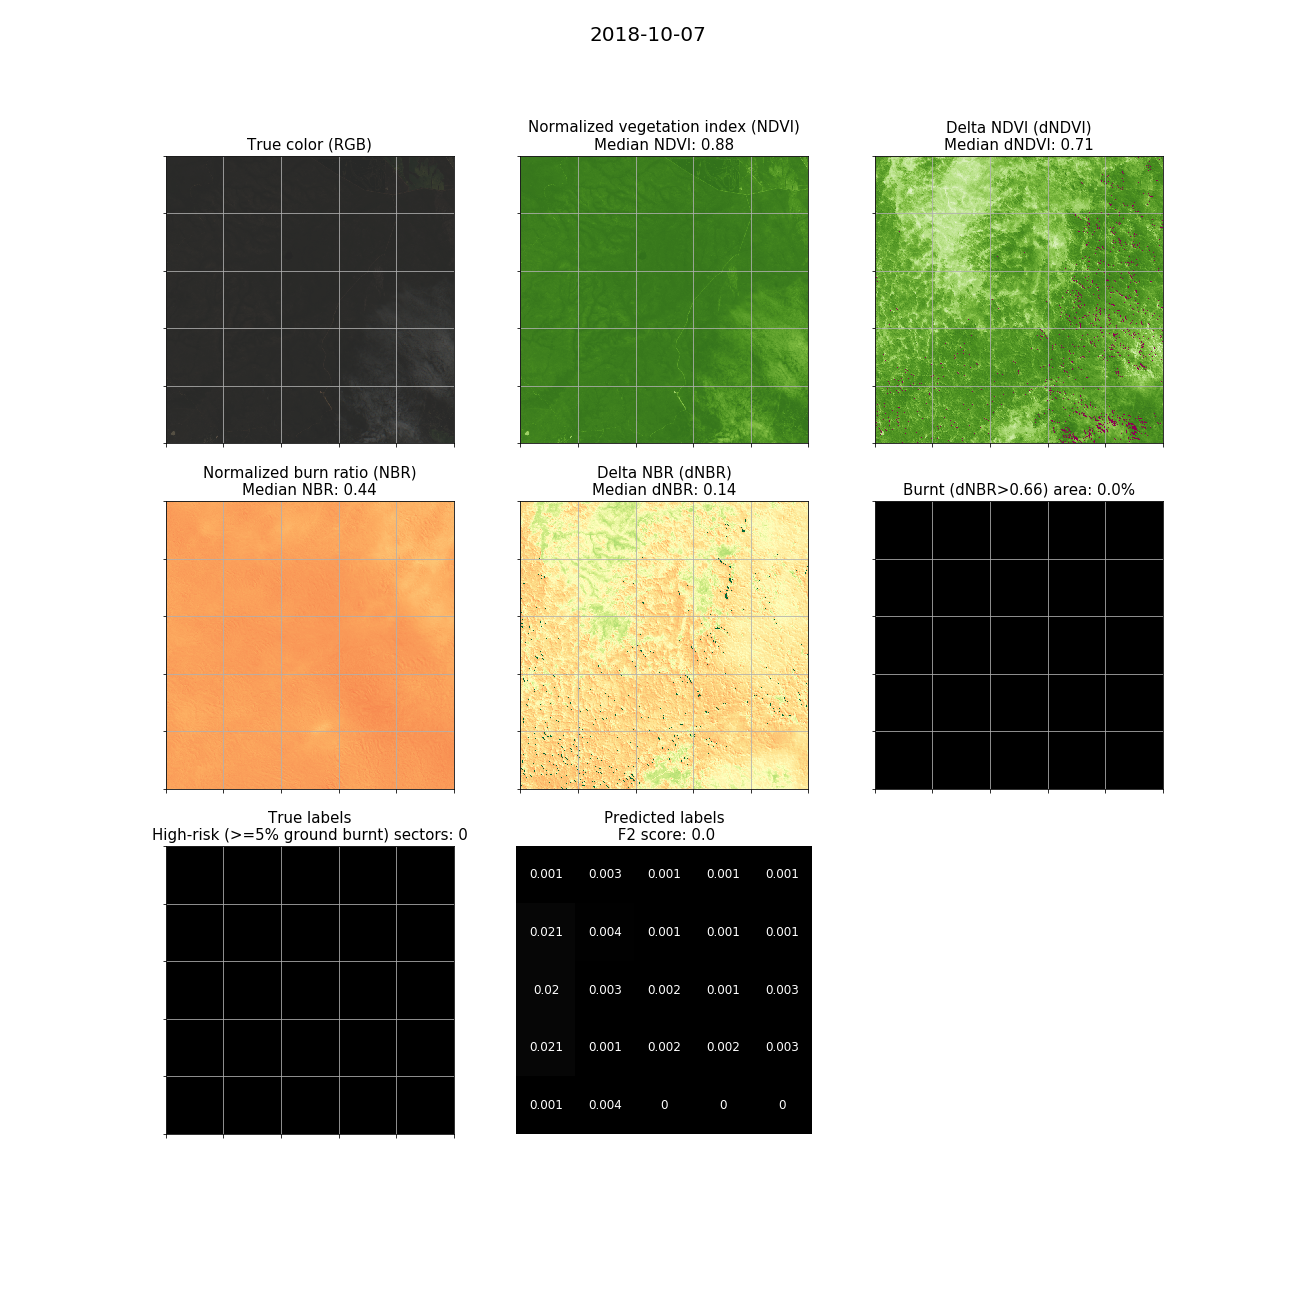 2018-10-07
True color (RGB)
Normalized vegetation index (NDVI)
Median NDVI: 0.88
Delta NDVI (dNDVI)
Median dNDVI: 0.71
Normalized burn ratio (NBR)
Median NBR: 0.44
Delta NBR (dNBR)
Median dNBR: 0.14
Burnt (dNBR>0.66) area: 0.0%
True labels
High-risk (>=5% ground burnt) sectors: 0
Predicted labels
F2 score: 0.0
0.001 0.003 0.001 0.001 0.001
0.021 0.004 0.001 0.001 0.001
0.02 0.003 0.002 0.001 0.003
0.021 0.001 0.002 0.002 0.003
0.001 0.004 0 0 0